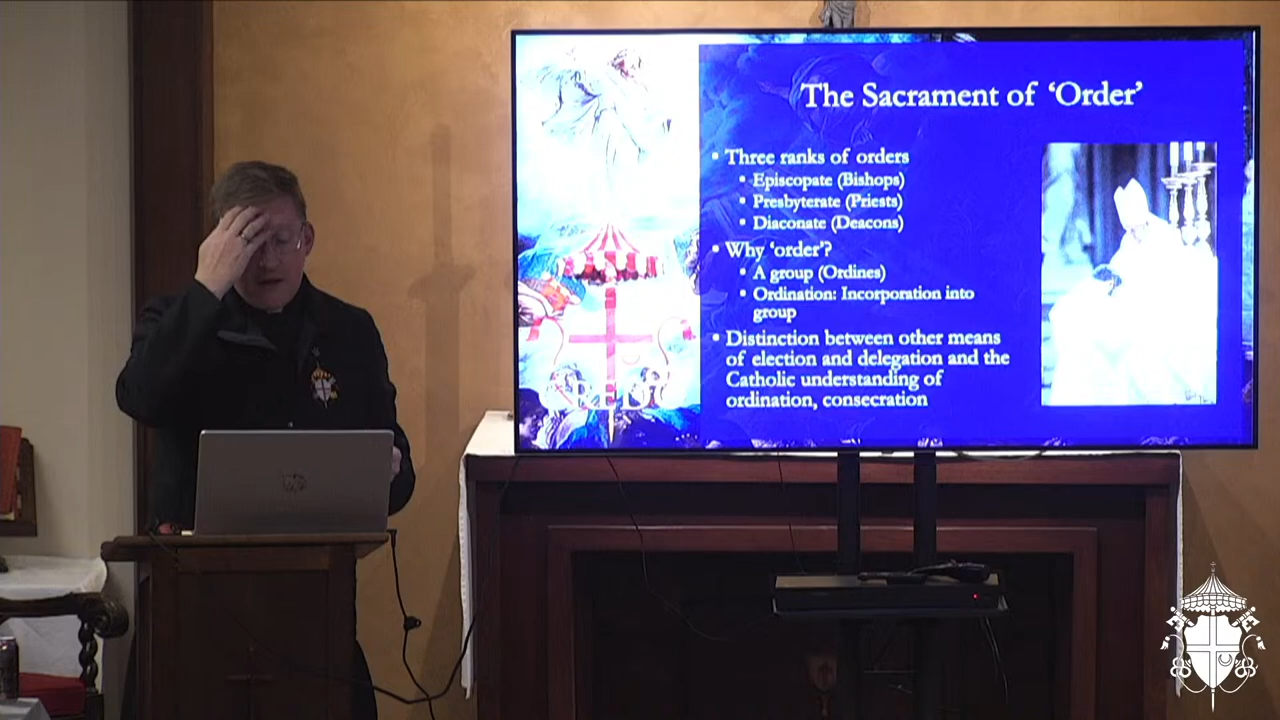 The Sacrament of ‘Order’
Three ranks of orders
Episcopate (Bishops)
Presbyterate (Priests)
Diaconate (Deacons)
Why ‘order’?
A group (Ordines)
Ordination: Incorporation into
group
Distinction between other means
of election and delegation and the
Catholic understanding of
ordination, consecration